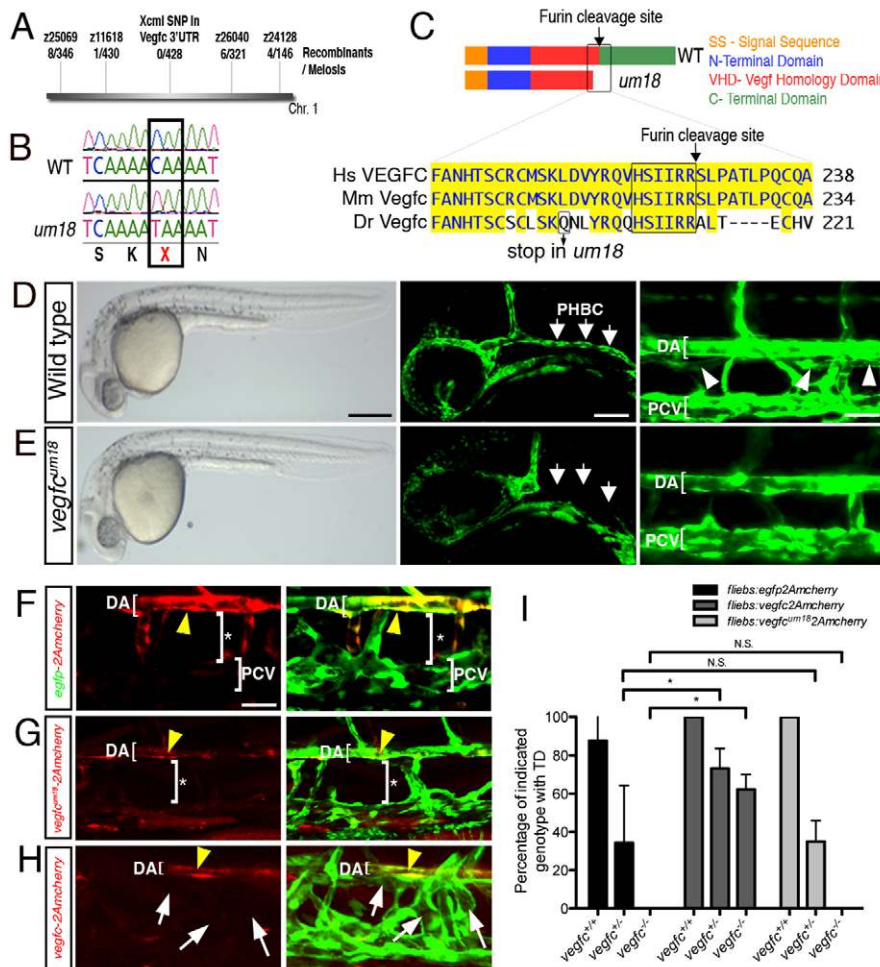 A
z25069 z11618 XcmI SNP in Vegfc 3'UTR z26040 z24128
8/346 1/430 0/428 6/321 4/146
Recombinants / Meiosis
Chr. 1
B
WT
TCAAAACAAAAT
um18
TCAAAATAAAAT
S K X N
C
Furin cleavage site
WT
um18
SS - Signal Sequence
N-Terminal Domain
VHD- Vegf Homology Domain
C- Terminal Domain
Furin cleavage site
Hs VEGFC FANHTSCRCMSKLDVYRQVHSIIRRSLPATLPQCQA 238
Mm Vegfc FANHTSCRCMSKLDVYRQVHSIIRRSLPATLPQCQA 234
Dr Vegfc FANHTSCSCLSKQNLYRQQHSIIRRALT----ECHV 221
stop in um18
D
Wild type
PHBC
DA
PCV
E
vegfc^um18
DA
PCV
F
egfp-2Amcherry
DA
*
PCV
DA
*
PCV
G
vegfc^um18-2Amcherry
DA
*
DA
*
H
vegfc-2Amcherry
DA
DA
I
fliebs:egfp2Amcherry
fliebs:vegfc2Amcherry
fliebs:vegfc^um18 2Amcherry
N.S.
N.S.
*
*
Percentage of indicated genotype with TD
100
80
60
40
20
0
vegfc+/+ vegfc+/- vegfc-/- vegfc+/+ vegfc+/- vegfc-/- vegfc+/+ vegfc+/- vegfc-/-